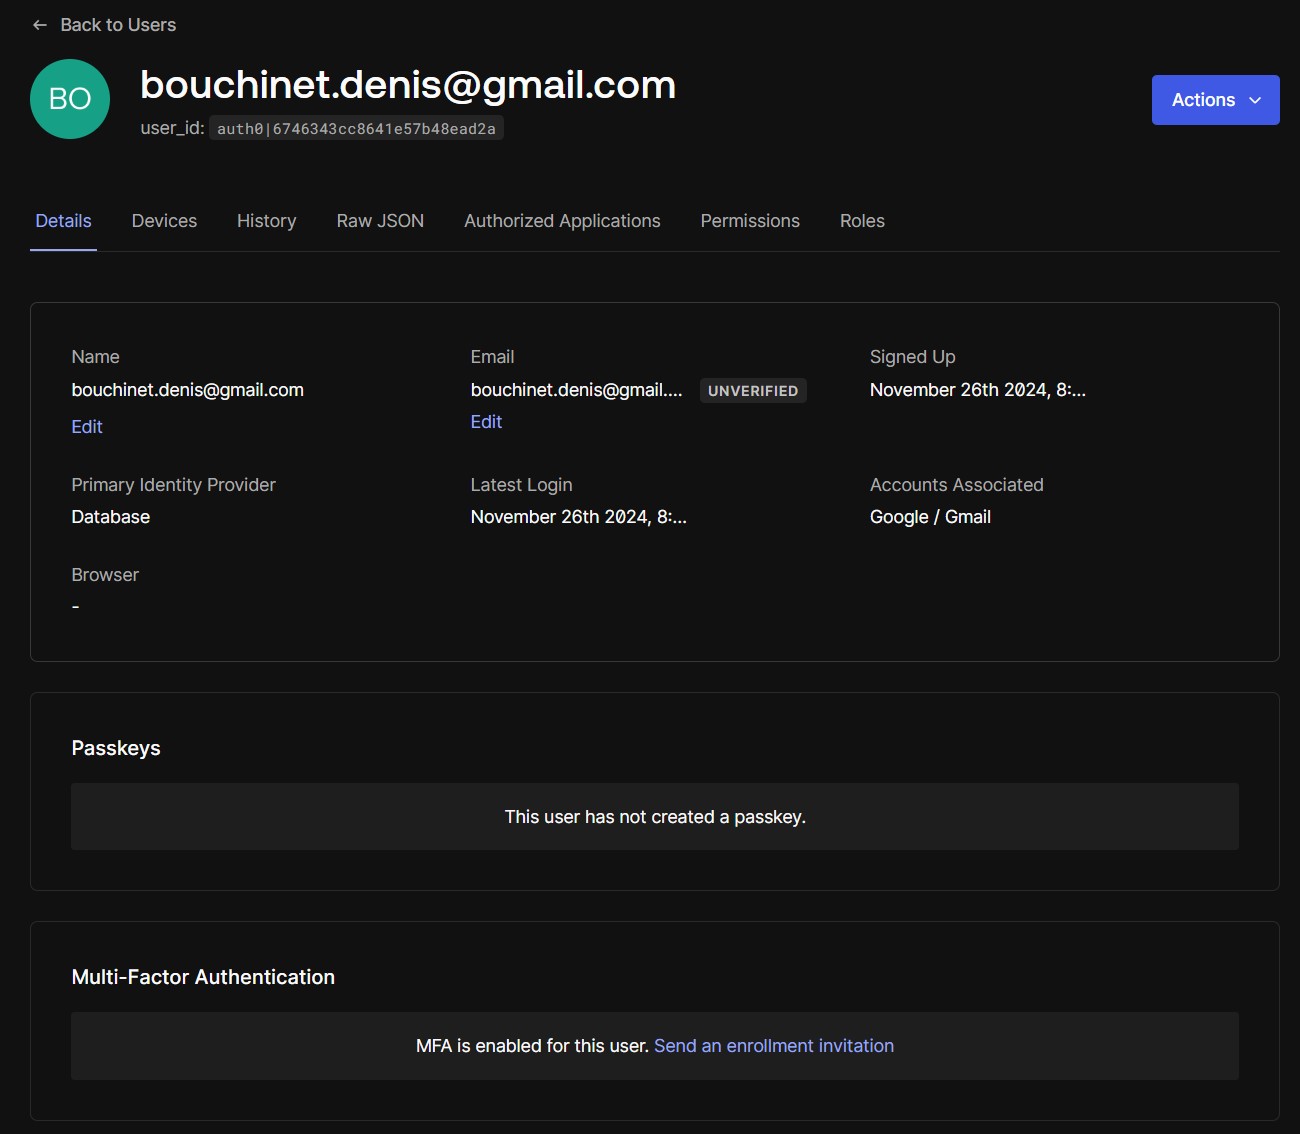 ← Back to Users
BO
bouchinet.denis@gmail.com
user_id: auth0|6746343cc8641e57b48ead2a
Actions
Details Devices History Raw JSON Authorized Applications Permissions Roles
Name Email Signed Up
bouchinet.denis@gmail.com bouchinet.denis@gmail.... UNVERIFIED November 26th 2024, 8:...
Edit Edit
Primary Identity Provider Latest Login Accounts Associated
Database November 26th 2024, 8:... Google / Gmail
Browser
-
Passkeys
This user has not created a passkey.
Multi-Factor Authentication
MFA is enabled for this user. Send an enrollment invitation